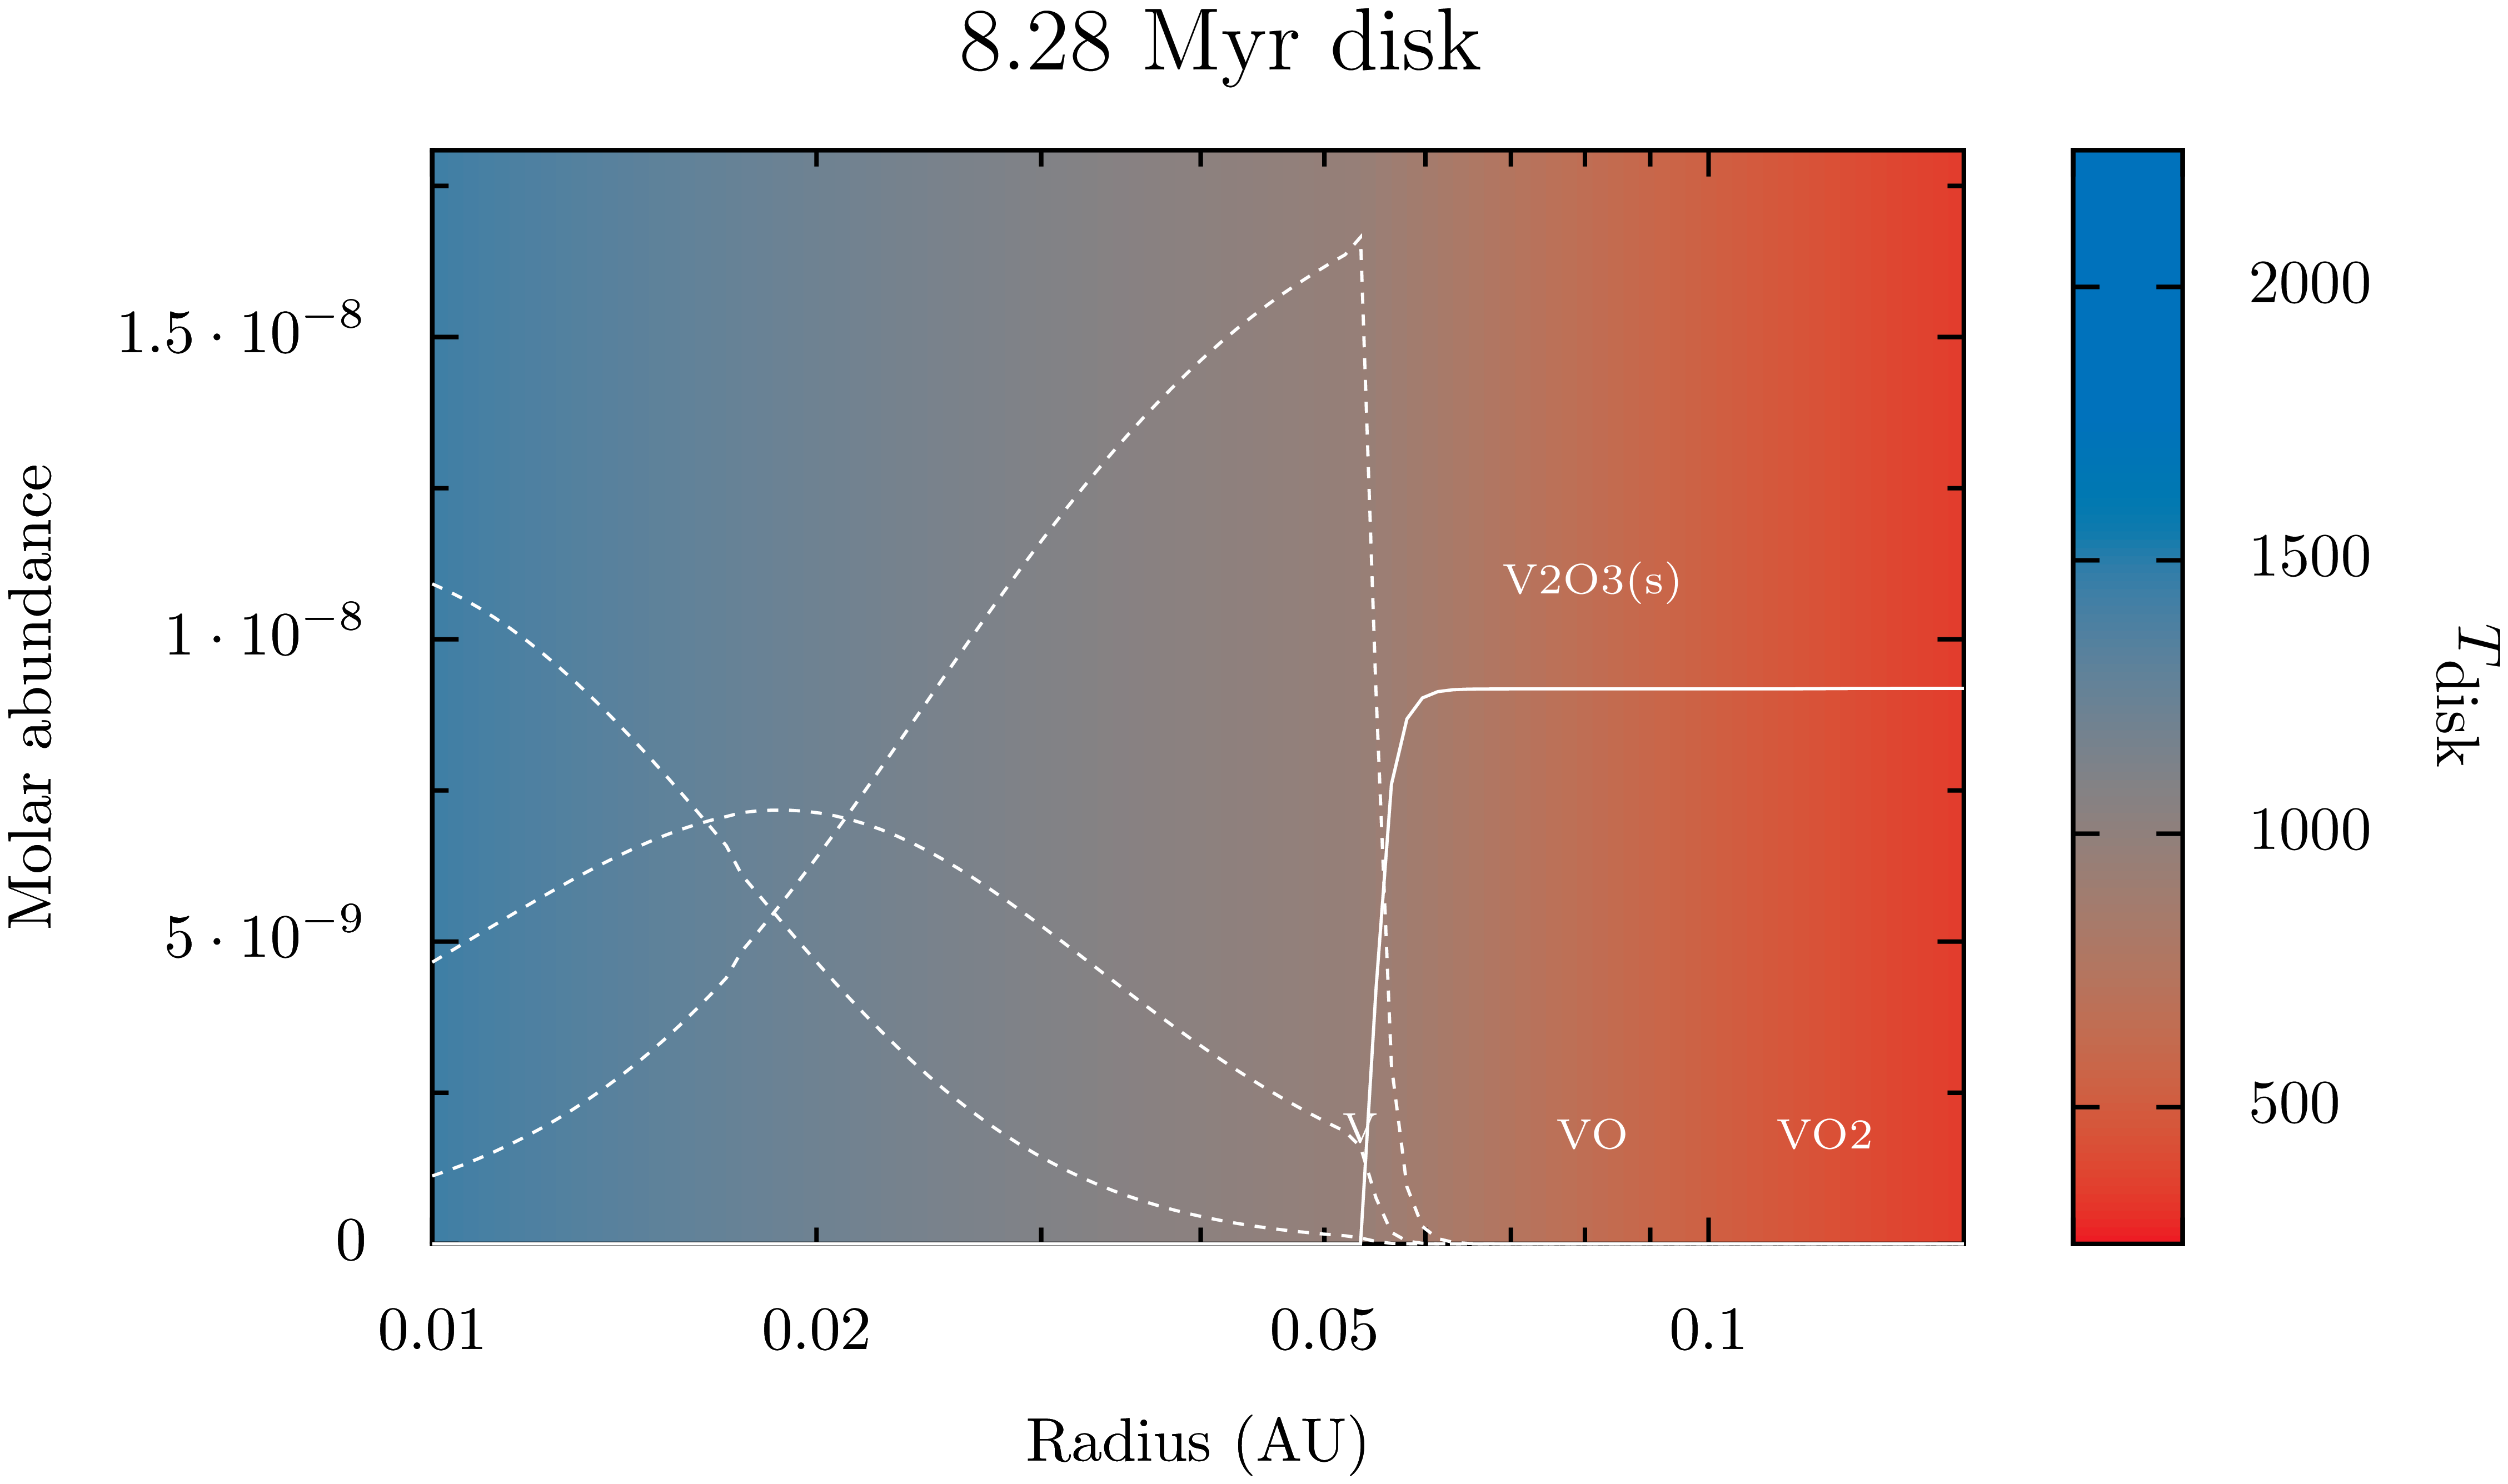 8.28 Myr disk
Molar abundance
1.5 · 10⁻⁸
1 · 10⁻⁸
5 · 10⁻⁹
0
V2O3(s)
V
VO
VO2
0.01
0.02
0.05
0.1
Radius (AU)
2000
1500
1000
500
T_disk